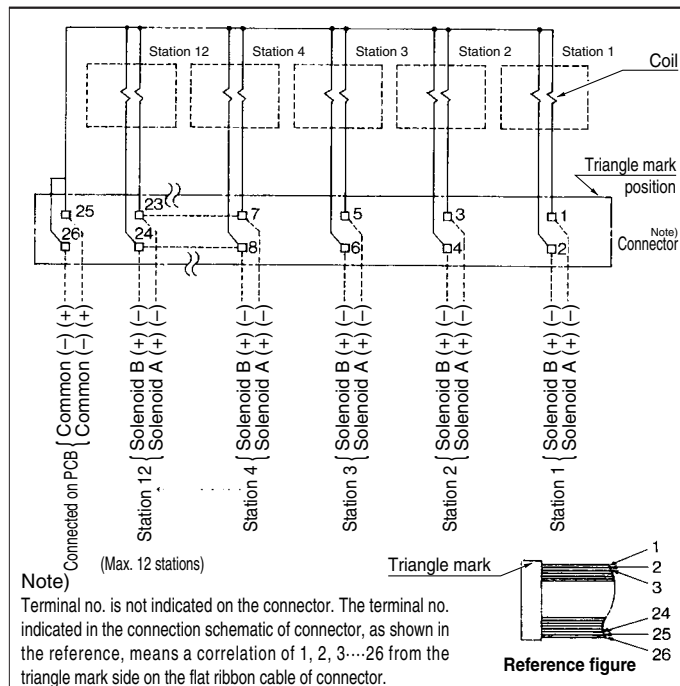 Station 12 Station 4 Station 3 Station 2 Station 1
Coil
Triangle mark
position
Note)
Connector
25 23 7 5 3 1
26 24 8 6 4 2
Connected on PCB { Common (−) (+)
Common (−) (+)
Station 12 { Solenoid B (+) (−)
Solenoid A (+) (−)
Station 4 { Solenoid B (+) (−)
Solenoid A (+) (−)
Station 3 { Solenoid B (+) (−)
Solenoid A (+) (−)
Station 2 { Solenoid B (+) (−)
Solenoid A (+) (−)
Station 1 { Solenoid B (+) (−)
Solenoid A (+) (−)
(Max. 12 stations)
Triangle mark
1
2
3
24
25
26
Reference figure
Note)
Terminal no. is not indicated on the connector. The terminal no.
indicated in the connection schematic of connector, as shown in
the reference, means a correlation of 1, 2, 3····26 from the
triangle mark side on the flat ribbon cable of connector.